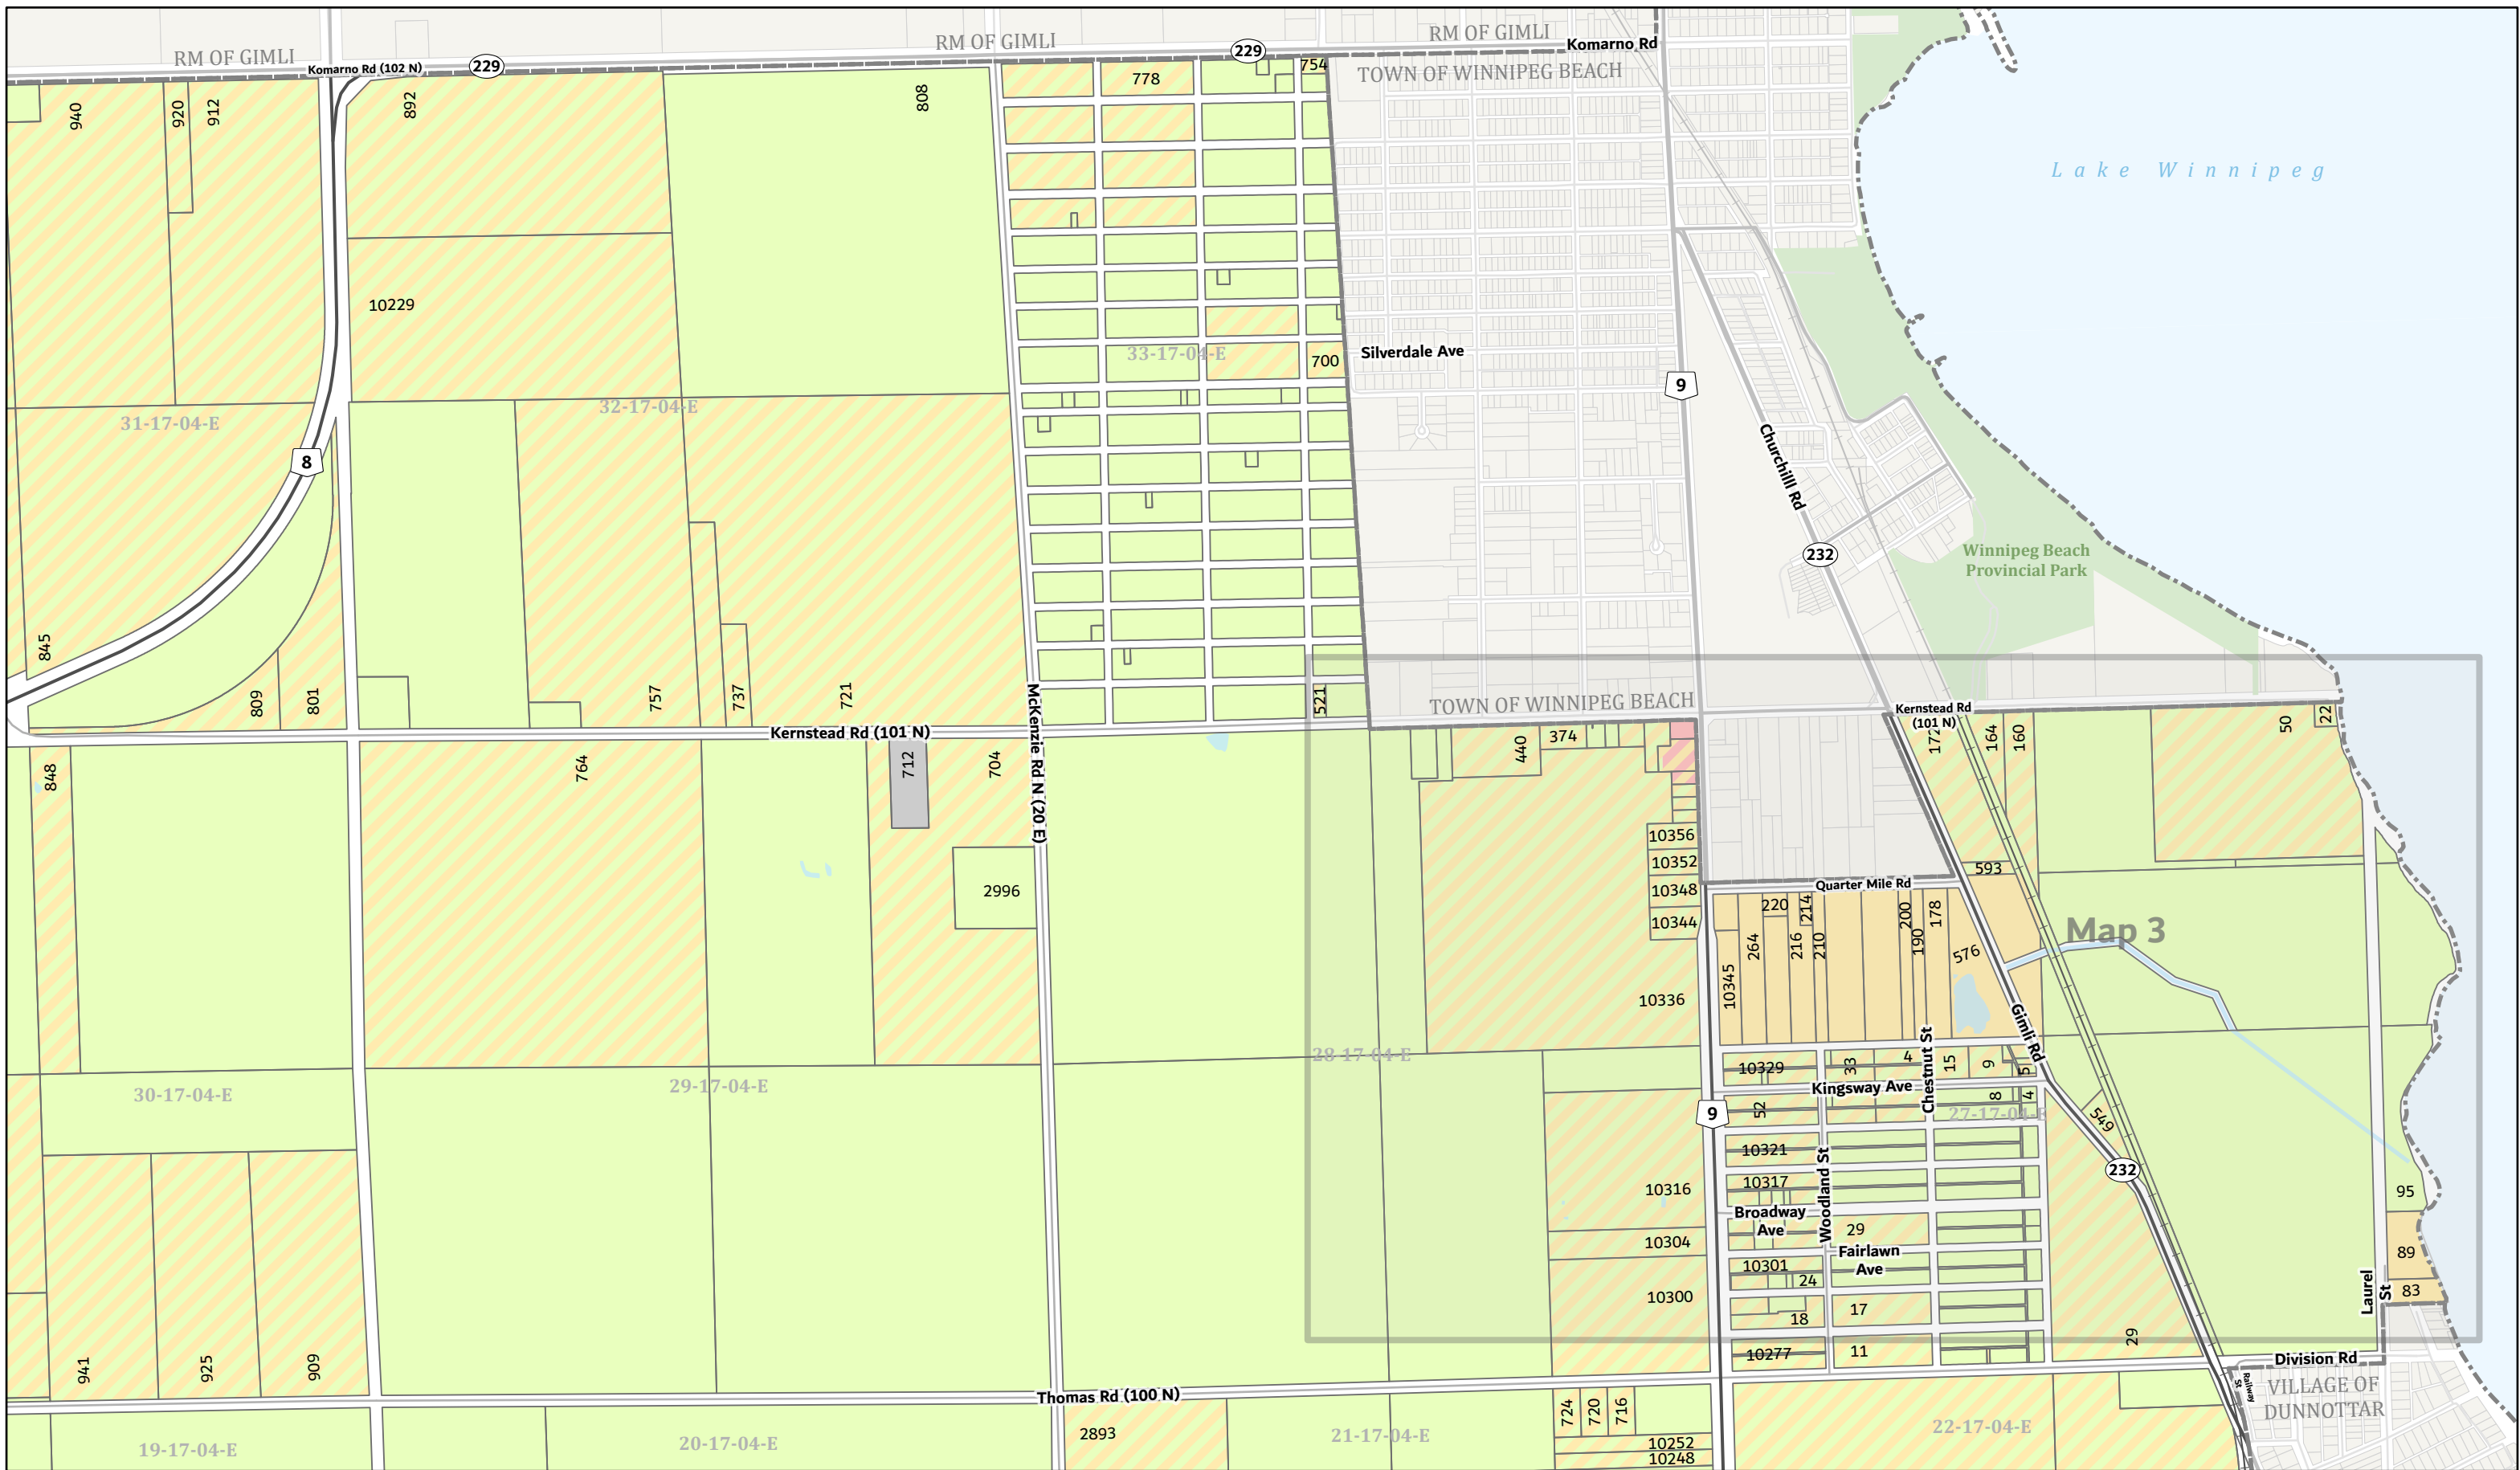 RM OF GIMLI
RM OF GIMLI
RM OF GIMLI
Komarno Rd (102 N)
229
229
Komarno Rd
TOWN OF WINNIPEG BEACH
940
920
912
892
808
778
754
Lake Winnipeg
10229
33-17-04-E
700
Silverdale Ave
9
31-17-04-E
32-17-04-E
8
Churchill Rd
232
Winnipeg Beach
Provincial Park
845
809
801
757
737
721
McKenzie Rd N (20 E)
521
TOWN OF WINNIPEG BEACH
Kernstead Rd (101 N)
Kernstead Rd
(101 N)
848
764
712
704
440
374
172
164
160
50
22
2996
10356
10352
10348
10344
Quarter Mile Rd
593
Map 3
10345
264
220
216
214
210
200
190
178
576
10336
Gimli Rd
28-17-04-E
30-17-04-E
29-17-04-E
10329
33
4
Chestnut St
15
9
5
Kingsway Ave
9
52
8
4
27-17-04-E
549
10321
232
10316
10317
Woodland St
95
Broadway
Ave
29
10304
Fairlawn
Ave
89
10301
24
10300
17
18
Laurel
St
83
29
941
925
909
10277
11
Division Rd
Thomas Rd (100 N)
Railway
St
VILLAGE OF
DUNNOTTAR
724
720
716
2893
19-17-04-E
20-17-04-E
21-17-04-E
22-17-04-E
10252
10248